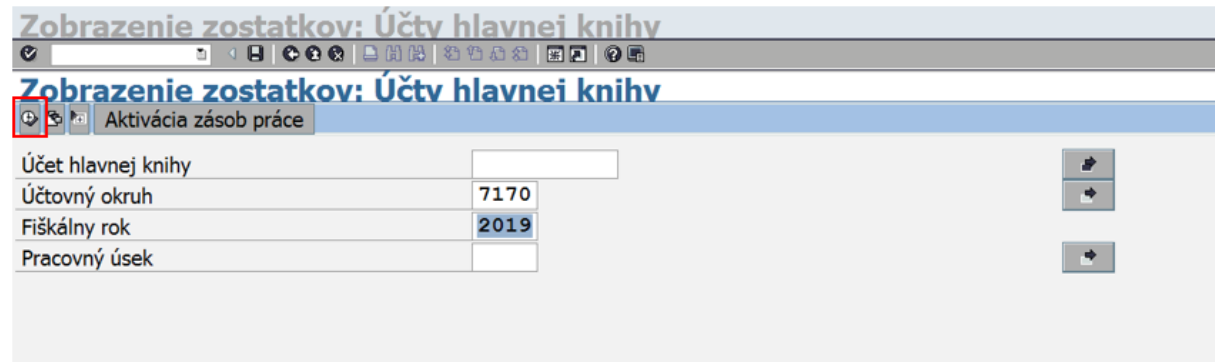 Zobrazenie zostatkov: Účty hlavnej knihy
Zobrazenie zostatkov: Účty hlavnej knihy
Aktivácia zásob práce
Účet hlavnej knihy
Účtovný okruh 7170
Fiškálny rok 2019
Pracovný úsek